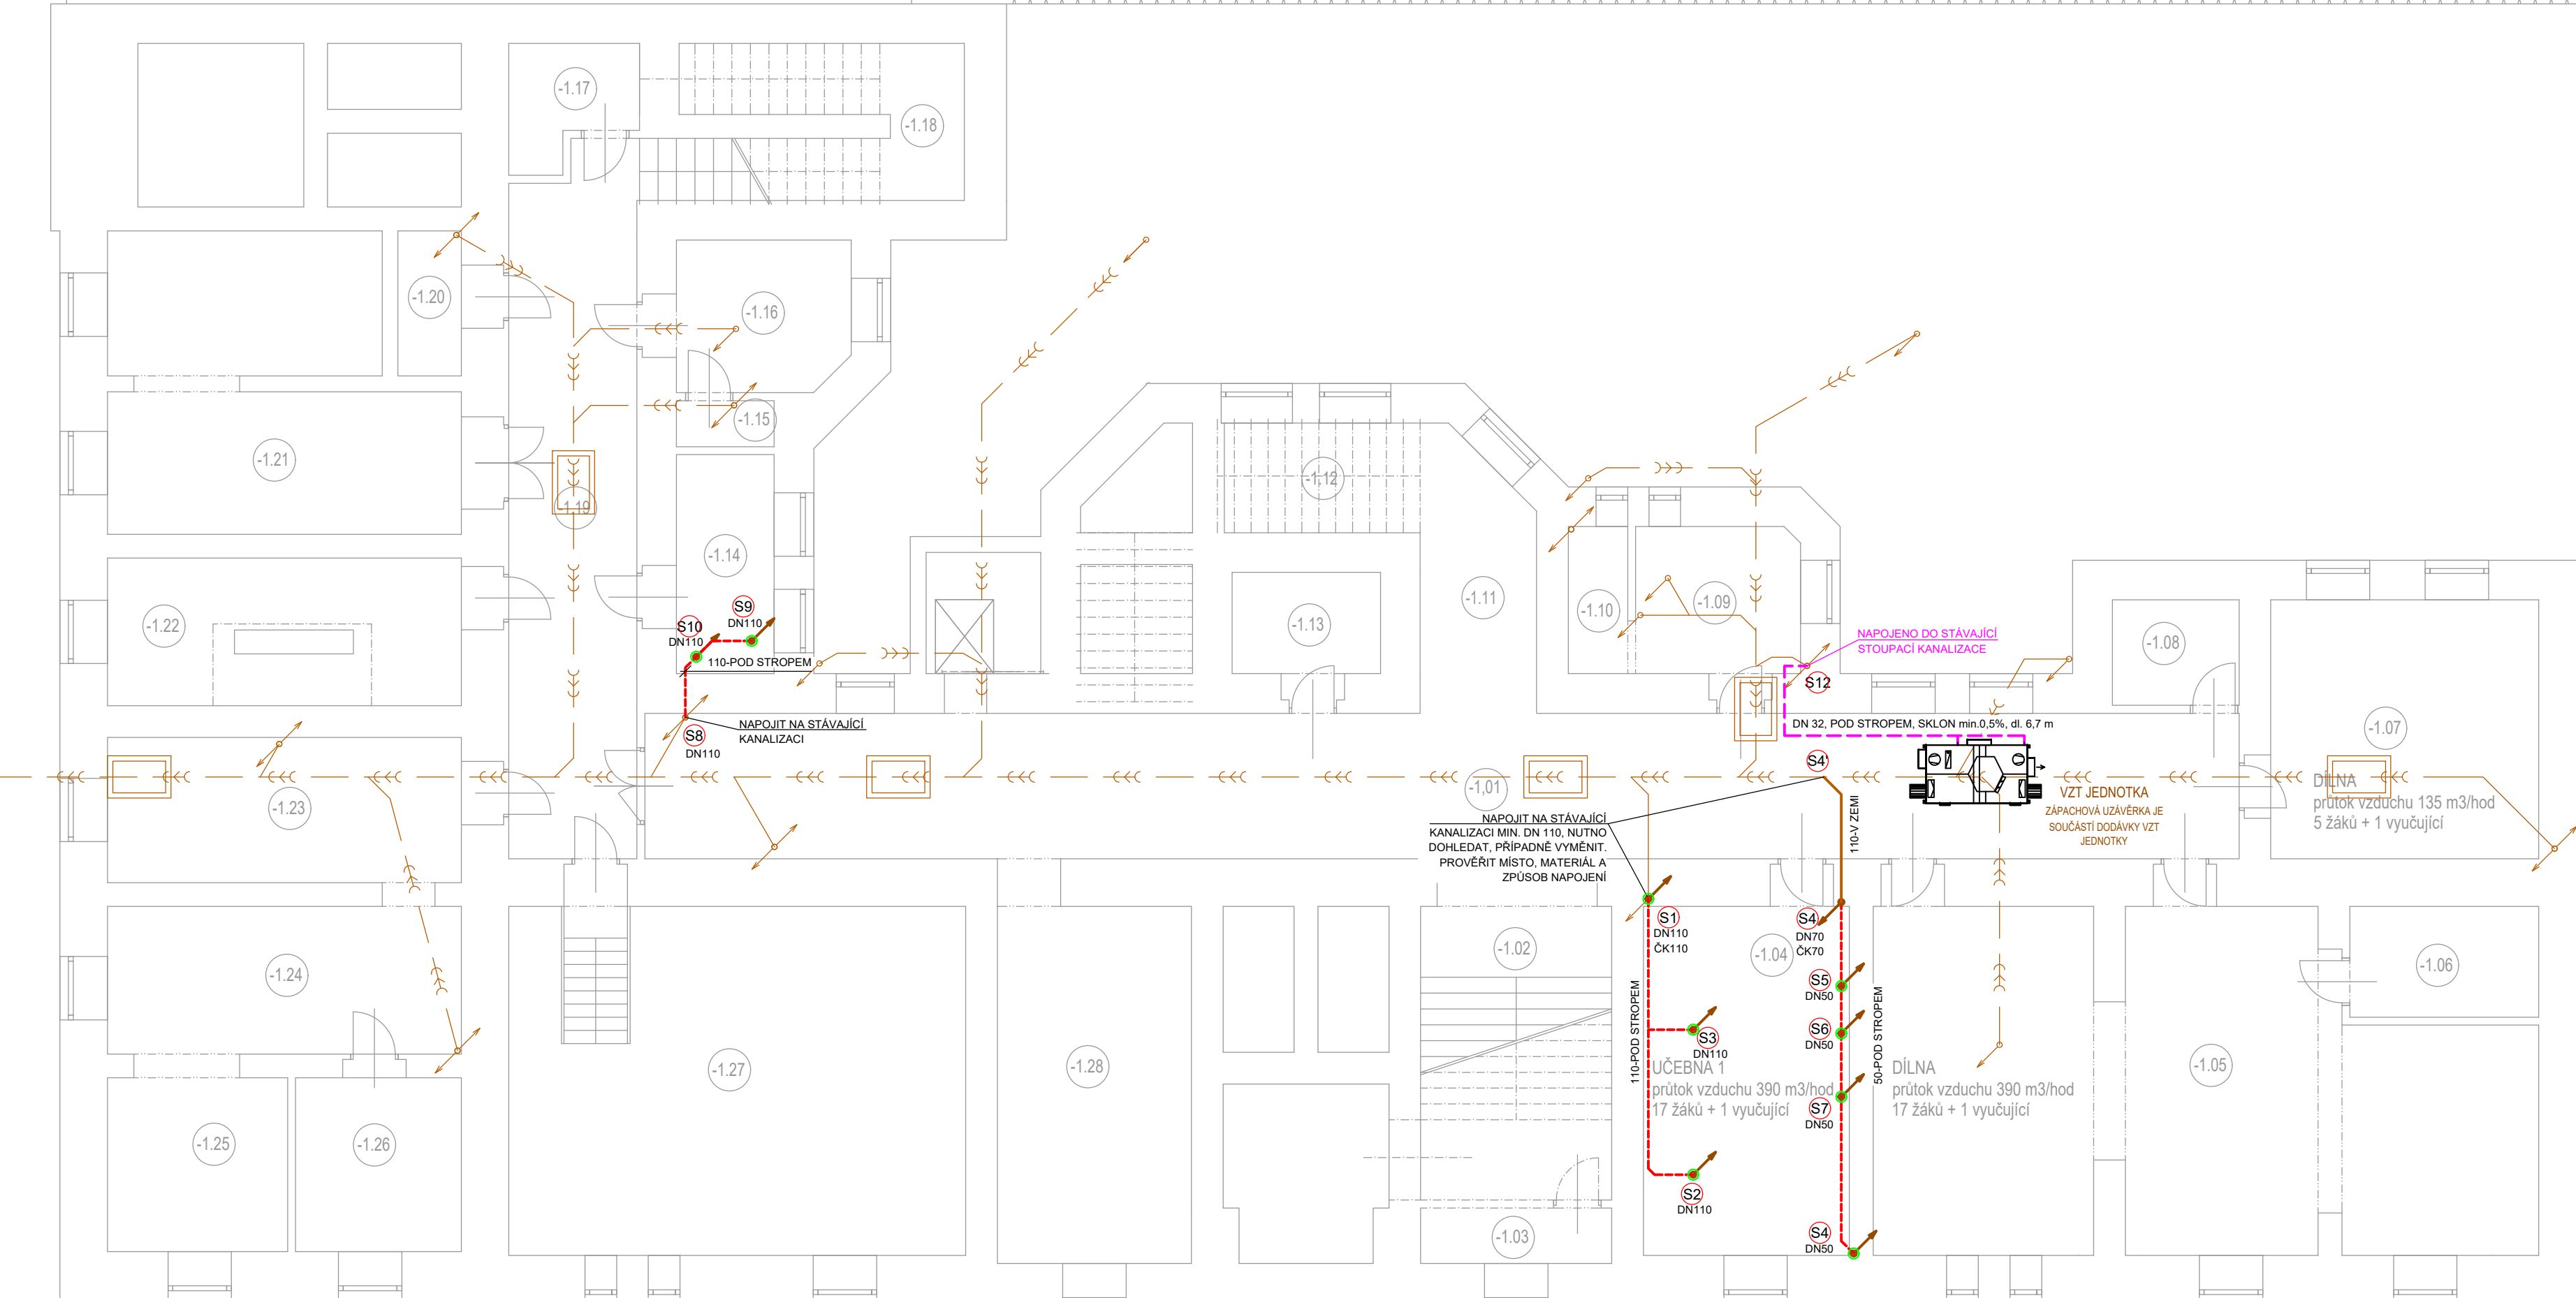 -1.17
-1.18
-1.20
-1.16
-1.15
-1.21
-1.19
-1.12
-1.14
-1.22
S9
DN110
S10
DN110
110-POD STROPEM
-1.13
-1.11
-1.10
-1.09
NAPOJENO DO STÁVAJÍCÍ
STOUPACÍ KANALIZACE
-1.08
S12
DN 32, POD STROPEM, SKLON min.0,5%, dl. 6,7 m
NAPOJIT NA STÁVAJÍCÍ
KANALIZACI
S8
DN110
-1.07
S4'
-1.23
-1,01
DÍLNA
průtok vzduchu 135 m3/hod
5 žáků + 1 vyučující
VZT JEDNOTKA
ZÁPACHOVÁ UZÁVĚRKA JE
SOUČÁSTÍ DODÁVKY VZT
JEDNOTKY
NAPOJIT NA STÁVAJÍCÍ
KANALIZACI MIN. DN 110, NUTNO
DOHLEDAT, PŘÍPADNĚ VYMĚNIT.
PROVĚŘIT MÍSTO, MATERIÁL A
ZPŮSOB NAPOJENÍ
110-V ZEMI
S1
DN110
ČK110
S4
DN70
ČK70
-1.02
-1.04
-1.24
-1.06
S5
DN50
S6
DN50
S3
DN110
110-POD STROPEM
50-POD STROPEM
-1.27
-1.28
-1.05
UČEBNA 1
průtok vzduchu 390 m3/hod
17 žáků + 1 vyučující
DÍLNA
průtok vzduchu 390 m3/hod
17 žáků + 1 vyučující
S7
DN50
-1.25
-1.26
S2
DN110
-1.03
S4
DN50